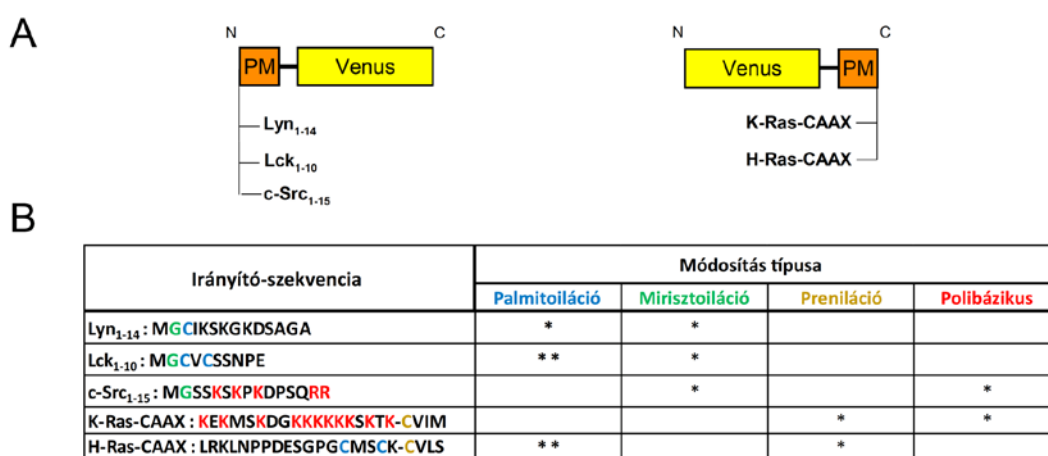 A
N C
PM Venus
Lyn1-14
Lck1-10
c-Src1-15
N C
Venus PM
K-Ras-CAAX
H-Ras-CAAX
B
Irányító-szekvencia Módosítás típusa
Palmitoiláció Mirisztoiláció Preniláció Polibázikus
Lyn1-14 : MGCIKSKGKDSAGA * *
Lck1-10 : MGCVCSSNPE ** *
c-Src1-15 : MGSSKSKPKDPSQRR * *
K-Ras-CAAX : KEKMSKDGKKKKKKSKTK-CVIM * *
H-Ras-CAAX : LRKLNPPDESGPGCMSCK-CVLS ** *